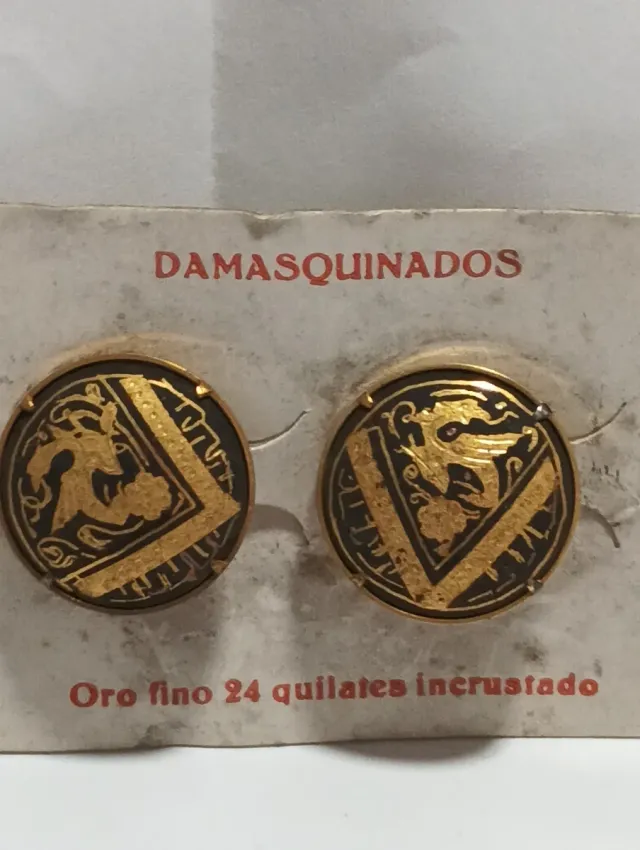 DAMASQUINADOS
Oro fino 24 quilates incrustado